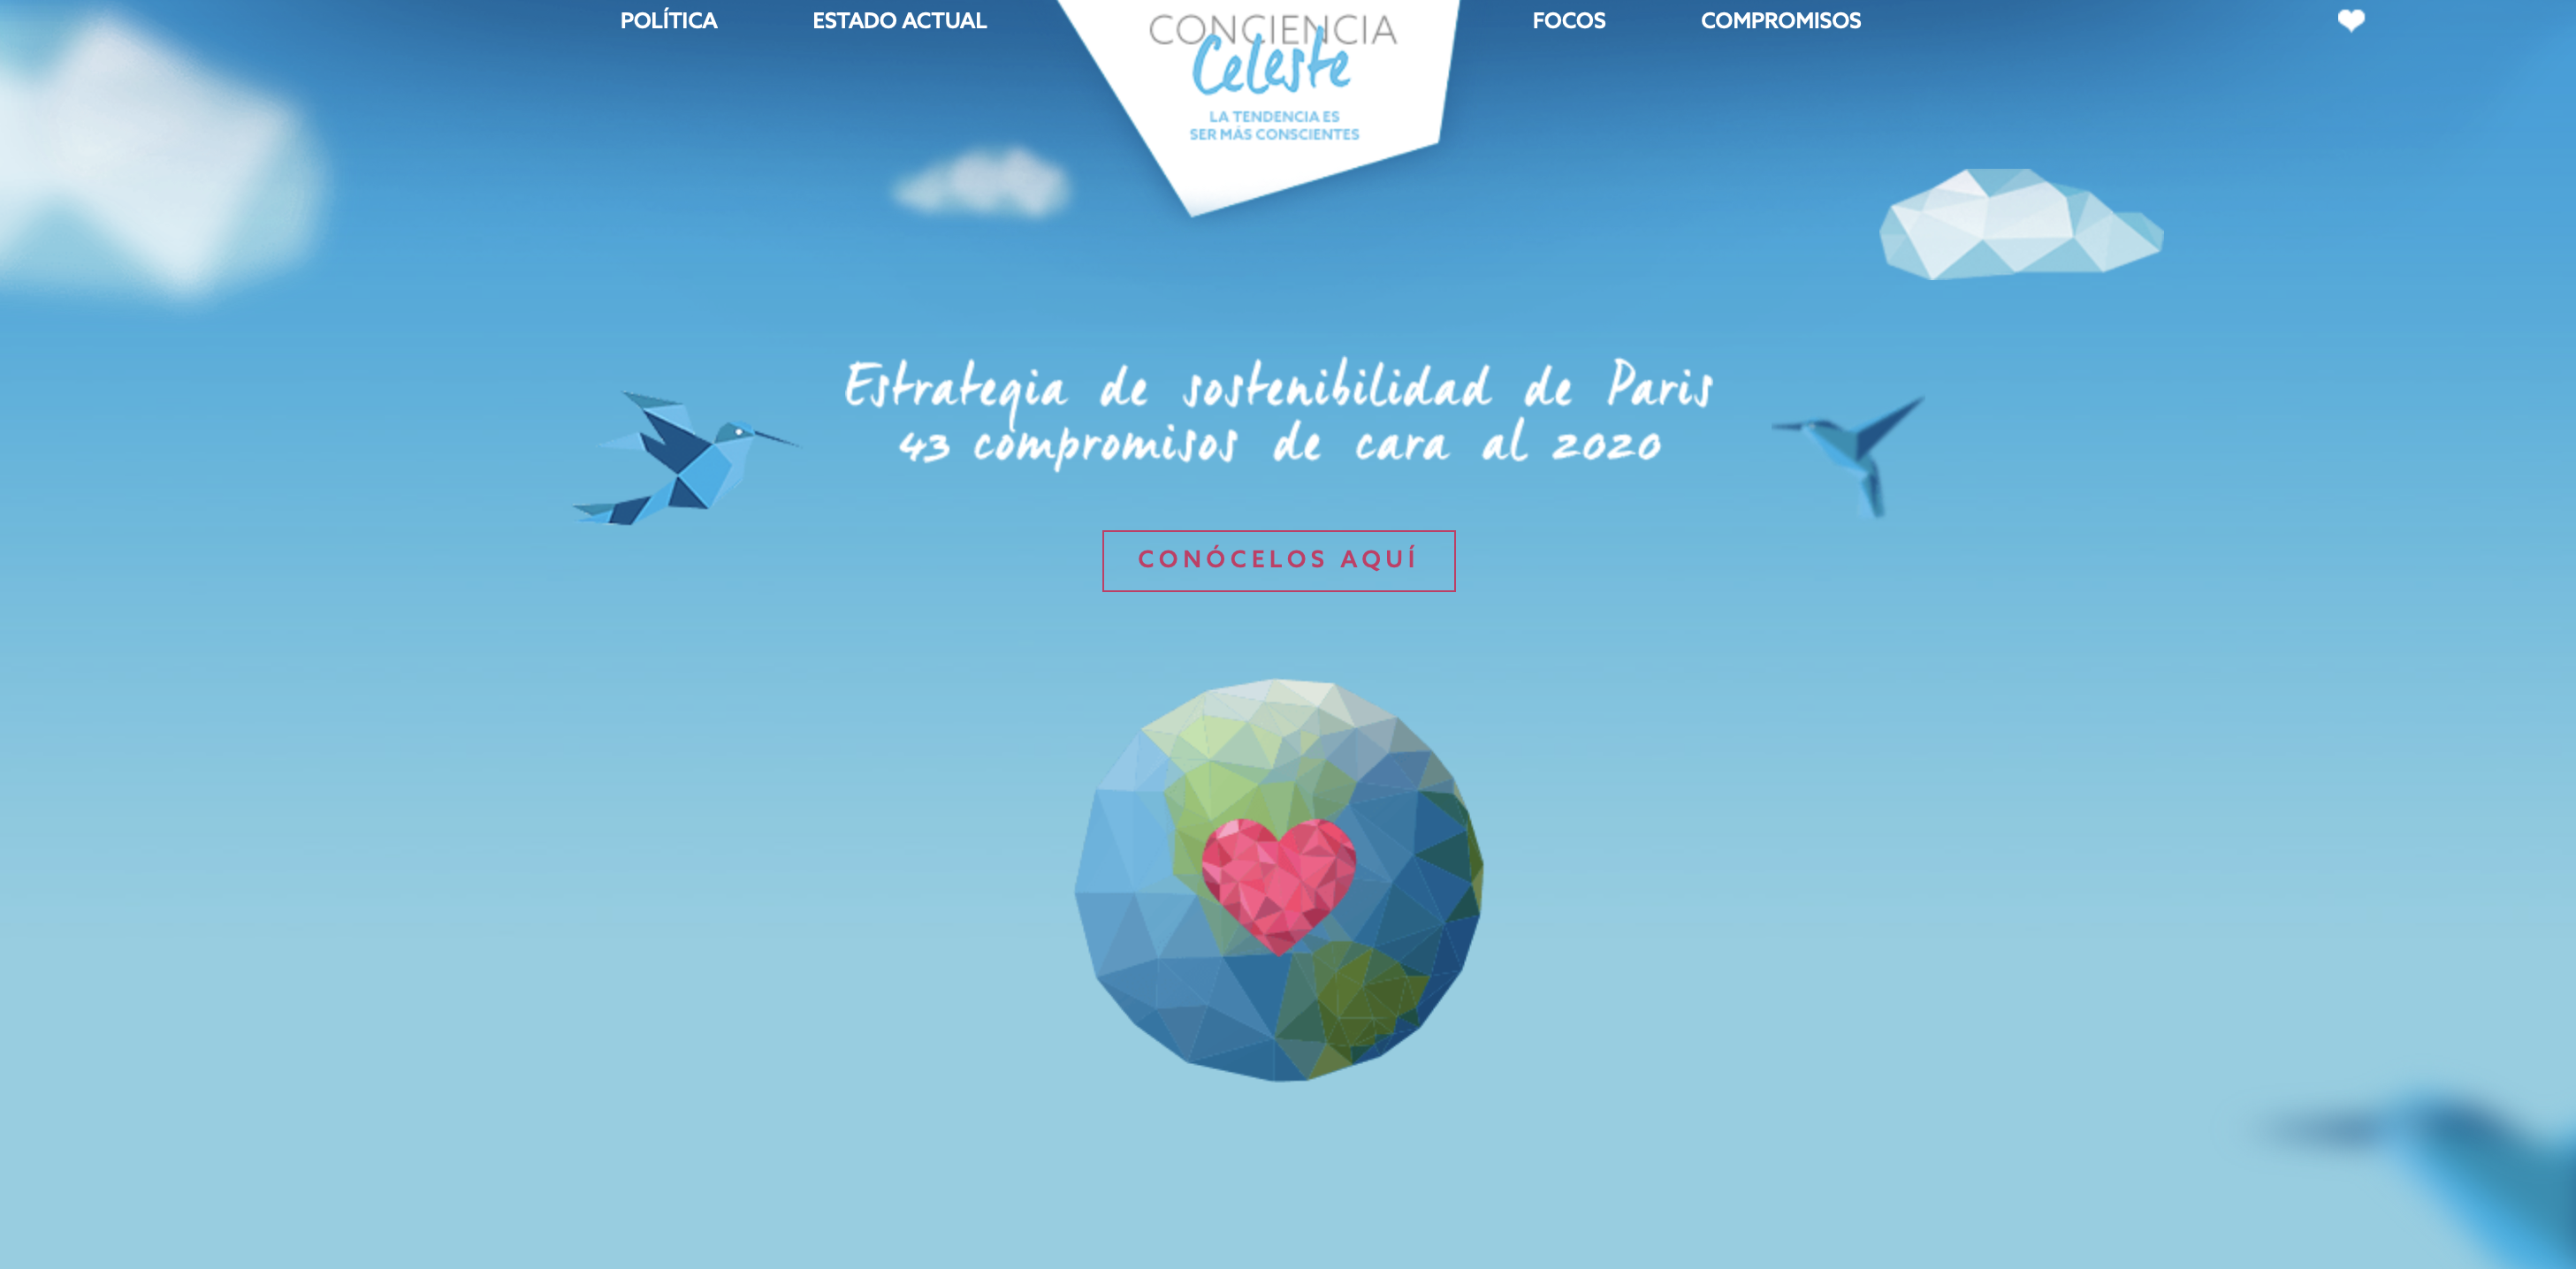 POLÍTICA
ESTADO ACTUAL
CONCIENCIA
Celeste
LA TENDENCIA ES
SER MÁS CONSCIENTES
FOCOS
COMPROMISOS
Estrategia de sostenibilidad de Paris
43 compromisos de cara al 2020
CONÓCELOS AQUÍ